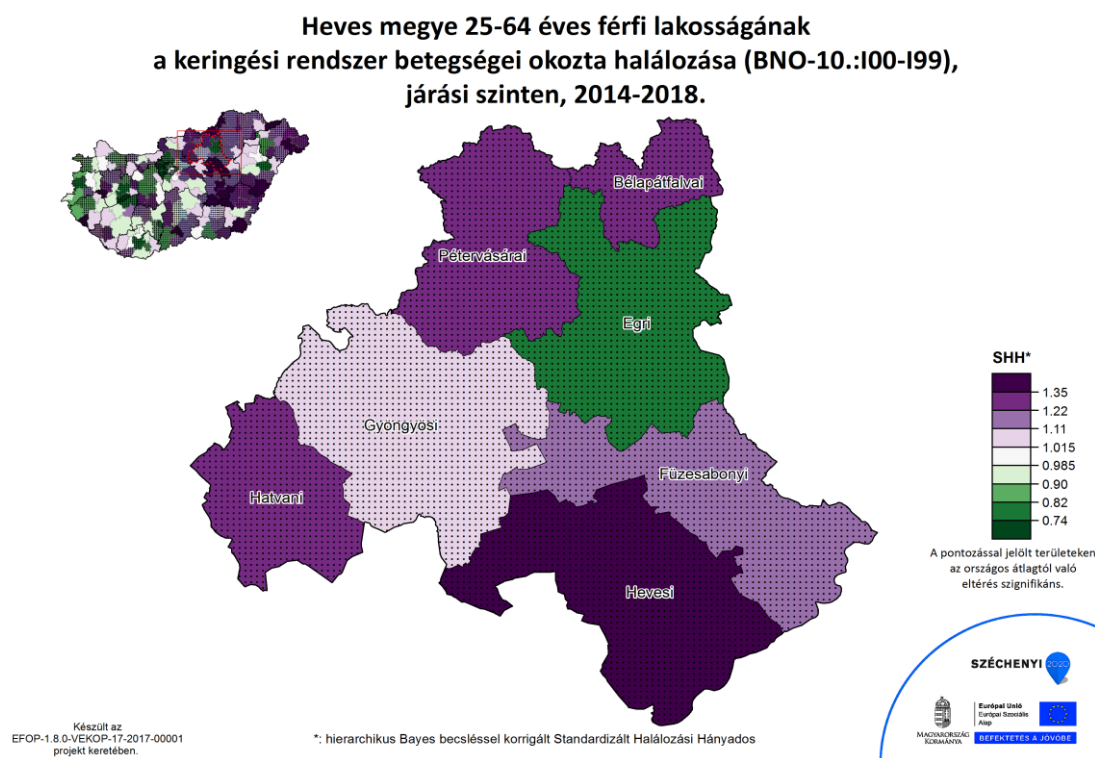 Heves megye 25-64 éves férfi lakosságának
a keringési rendszer betegségei okozta halálozása (BNO-10.:I00-I99),
járási szinten, 2014-2018.
Bélapátfalvai
Pétervásárai
Egri
Gyöngyösi
Füzesabonyi
Hatvani
Hevesi
SHH*
1.35
1.22
1.11
1.015
0.985
0.90
0.82
0.74
A pontozással jelölt területeken
az országos átlagtól való
eltérés szignifikáns.
SZÉCHENYI 2020
MAGYARORSZÁG
KORMÁNYA
Európai Unió
Európai Szociális
Alap
BEFEKTETÉS A JÖVŐBE
Készült az
EFOP-1.8.0-VEKOP-17-2017-00001
projekt keretében.
*: hierarchikus Bayes becsléssel korrigált Standardizált Halálozási Hányados